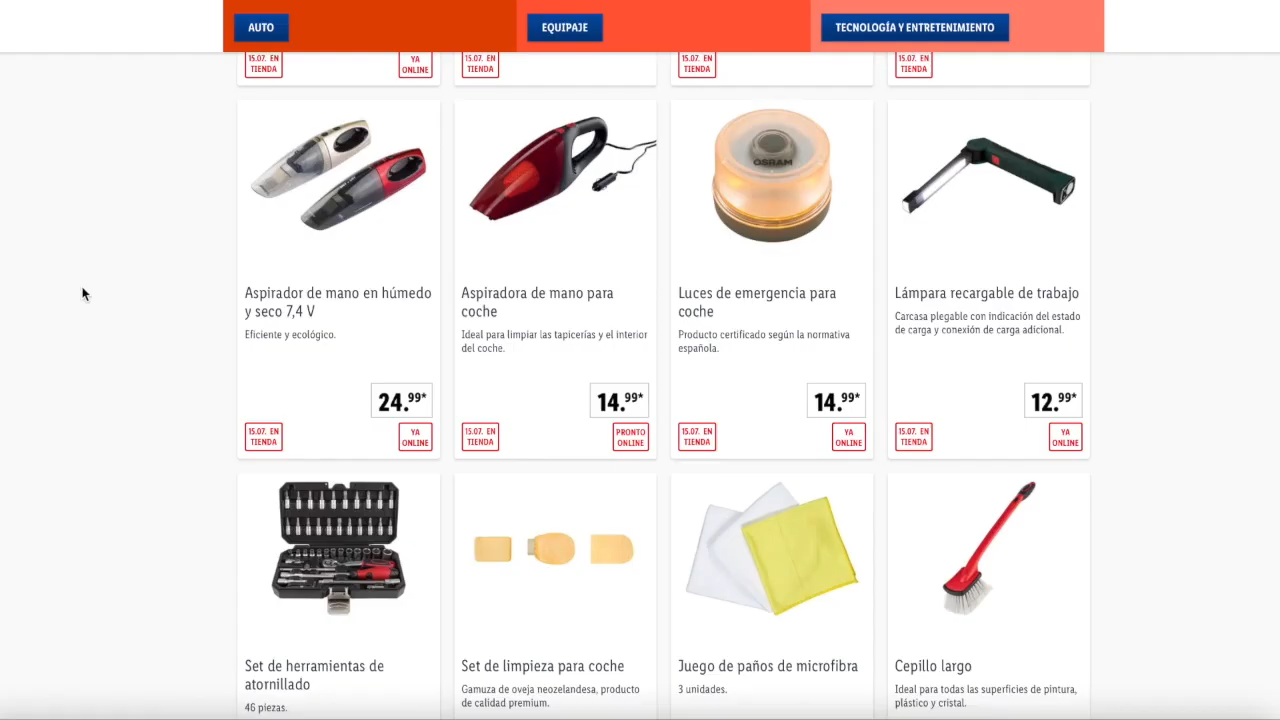 AUTO
EQUIPAJE
TECNOLOGÍA Y ENTRETENIMIENTO
15.07. EN
TIENDA
YA
ONLINE
15.07. EN
TIENDA
15.07. EN
TIENDA
15.07. EN
TIENDA
OSRAM
Aspirador de mano en húmedo
y seco 7,4 V
Eficiente y ecológico.
24.99*
15.07. EN
TIENDA
YA
ONLINE
Aspiradora de mano para
coche
Ideal para limpiar las tapicerías y el interior
del coche.
14.99*
15.07. EN
TIENDA
PRONTO
ONLINE
Luces de emergencia para
coche
Producto certificado según la normativa
española.
14.99*
15.07. EN
TIENDA
YA
ONLINE
Lámpara recargable de trabajo
Carcasa plegable con indicación del estado
de carga y conexión de carga adicional.
12.99*
15.07. EN
TIENDA
YA
ONLINE
Set de herramientas de
atornillado
46 piezas.
Set de limpieza para coche
Gamuza de oveja neozelandesa, producto
de calidad premium.
Juego de paños de microfibra
3 unidades.
Cepillo largo
Ideal para todas las superficies de pintura,
plástico y cristal.